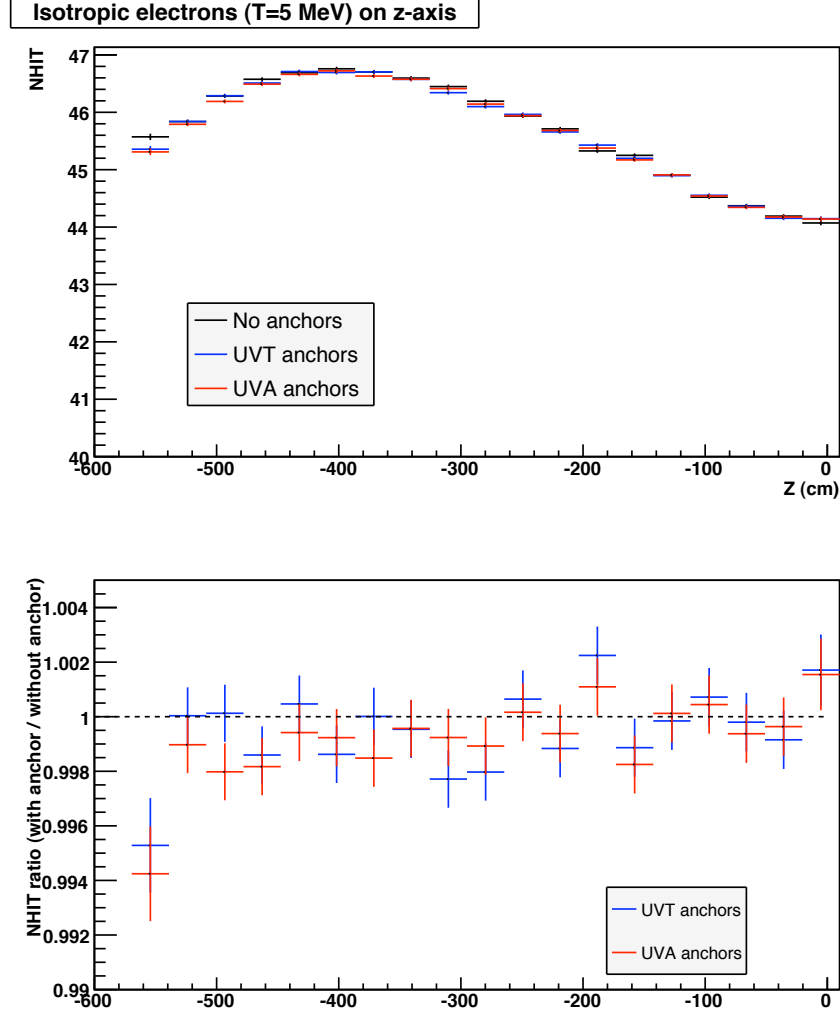 Isotropic electrons (T=5 MeV) on z-axis
NHIT
47
46
45
44
43
42
41
40
No anchors
UVT anchors
UVA anchors
-600 -500 -400 -300 -200 -100 0
Z (cm)
NHIT ratio (with anchor / without anchor)
1.004
1.002
1
0.998
0.996
0.994
0.992
0.99
UVT anchors
UVA anchors
-600 -500 -400 -300 -200 -100 0